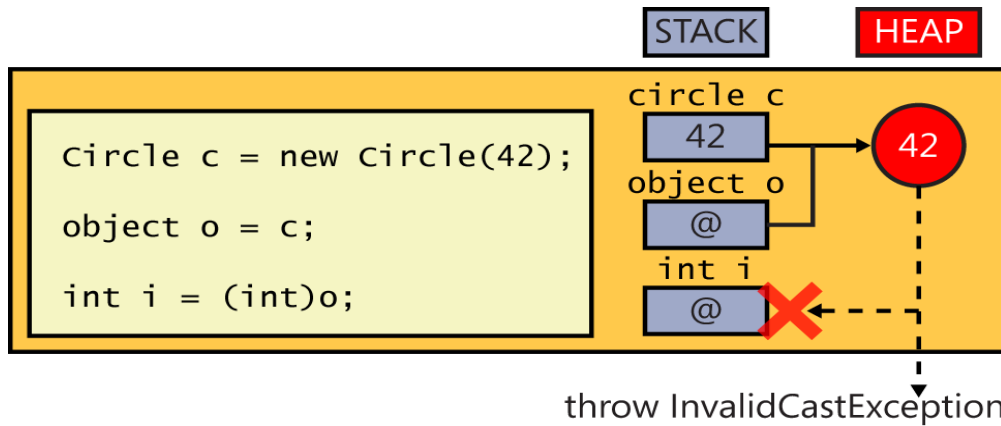 STACK HEAP
circle c
Circle c = new Circle(42);
42
42
object o
object o = c;
@
int i
int i = (int)o;
@
throw InvalidCastException